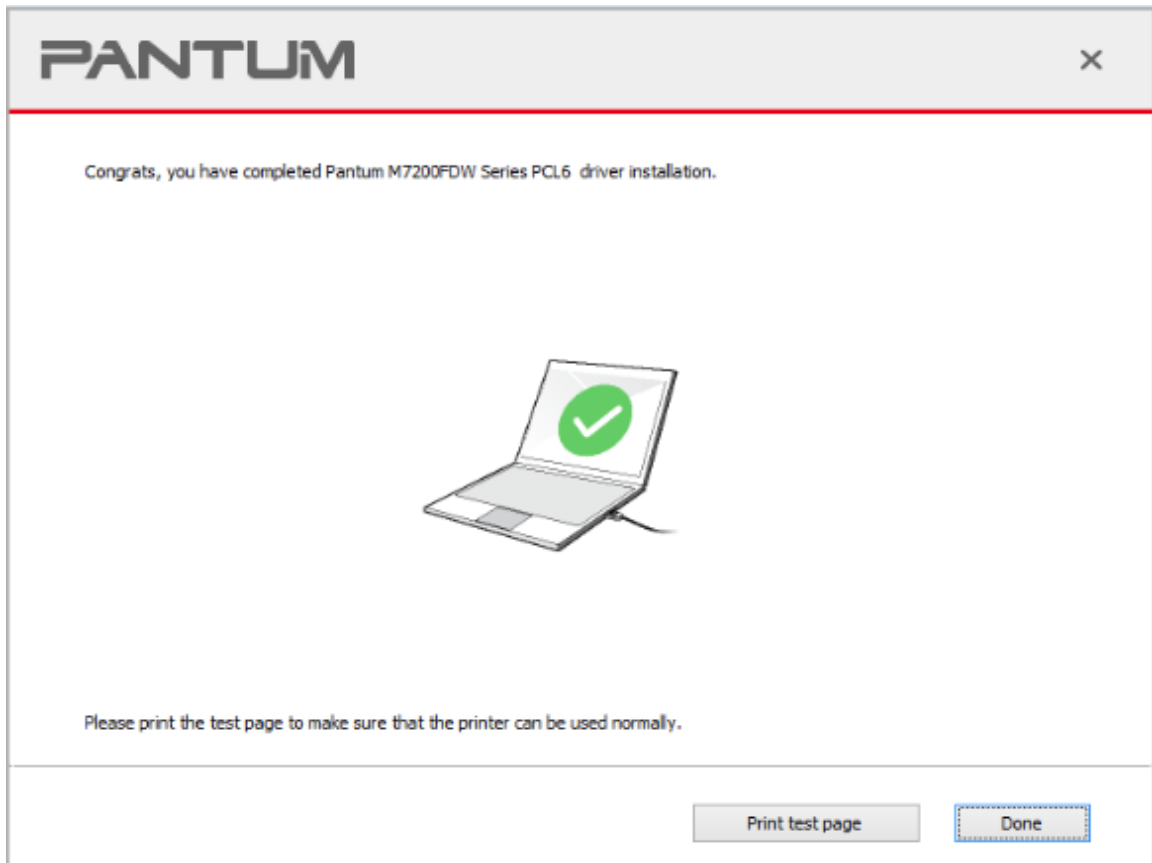 PANTUM
Congrats, you have completed Pantum M7200FDW Series PCL6 driver installation.
Please print the test page to make sure that the printer can be used normally.
Print test page
Done